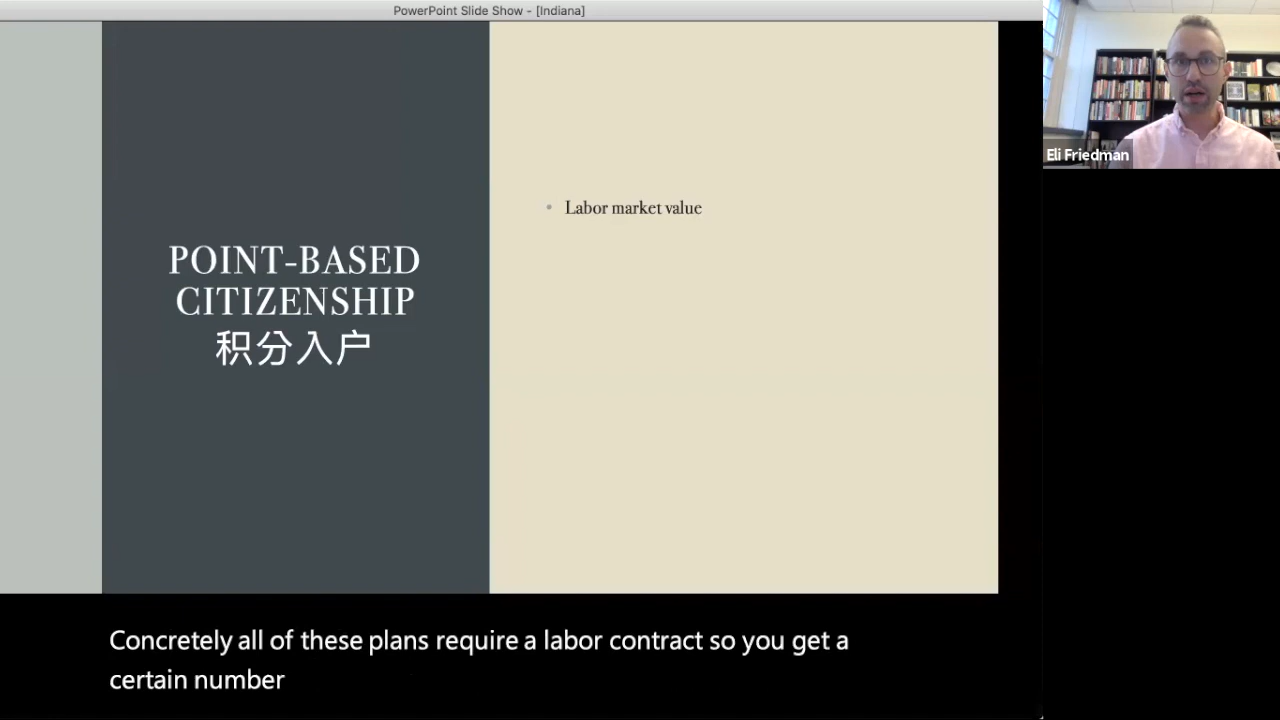 PowerPoint Slide Show - [Indiana]
Eli Friedman
POINT-BASED
CITIZENSHIP
积分入户
• Labor market value
Concretely all of these plans require a labor contract so you get a
certain number